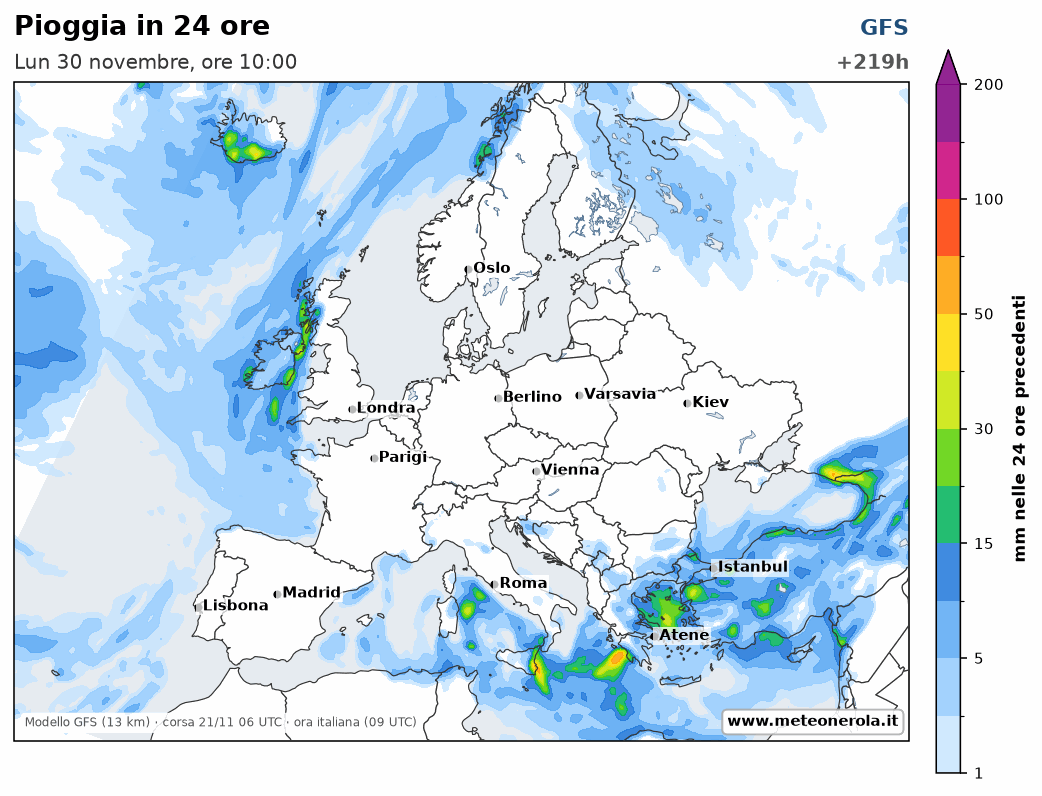 Pioggia in 24 ore
GFS
Lun 30 novembre, ore 10:00
+219h
200
100
50
30
15
5
1
mm nelle 24 ore precedenti
Oslo
Berlino
Varsavia
Kiev
Londra
Parigi
Vienna
Istanbul
Roma
Madrid
Lisbona
Atene
Modello GFS (13 km) · corsa 21/11 06 UTC · ora italiana (09 UTC)
www.meteonerola.it